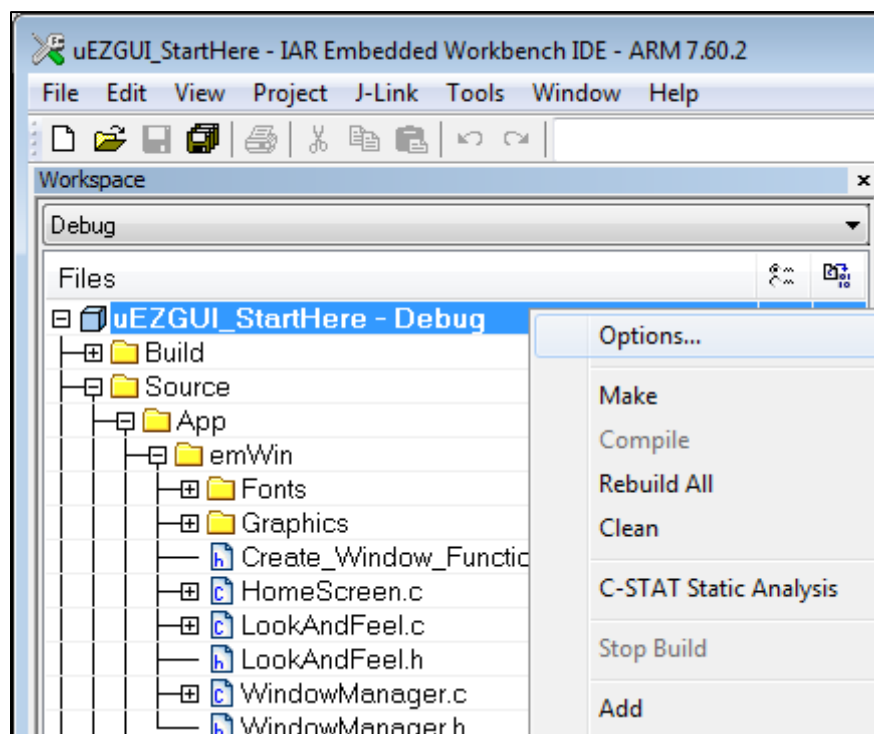 uEZGUI_StartHere - IAR Embedded Workbench IDE - ARM 7.60.2
File Edit View Project J-Link Tools Window Help
Workspace
Debug
Files
uEZGUI_StartHere - Debug
Build
Source
App
emWin
Fonts
Graphics
Create_Window_Functio
HomeScreen.c
LookAndFeel.c
LookAndFeel.h
WindowManager.c
WindowManager.h
Options...
Make
Compile
Rebuild All
Clean
C-STAT Static Analysis
Stop Build
Add